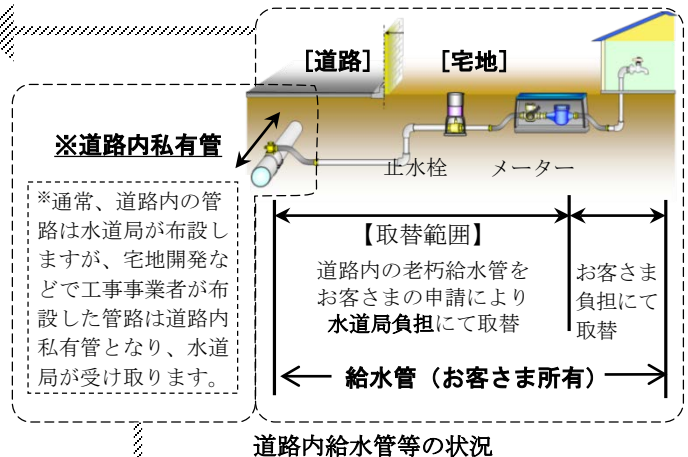 ［道路］
［宅地］
※道路内私有管
止水栓
メーター
※通常、道路内の管
路は水道局が布設し
ますが、宅地開発な
どで工事事業者が布
設した管路は道路内
私有管となり、水道
局が受け取ります。
【取替範囲】
道路内の老朽給水管を
お客さまの申請により
水道局負担にて取替
お客さま
負担にて
取替
給水管（お客さま所有）
道路内給水管等の状況